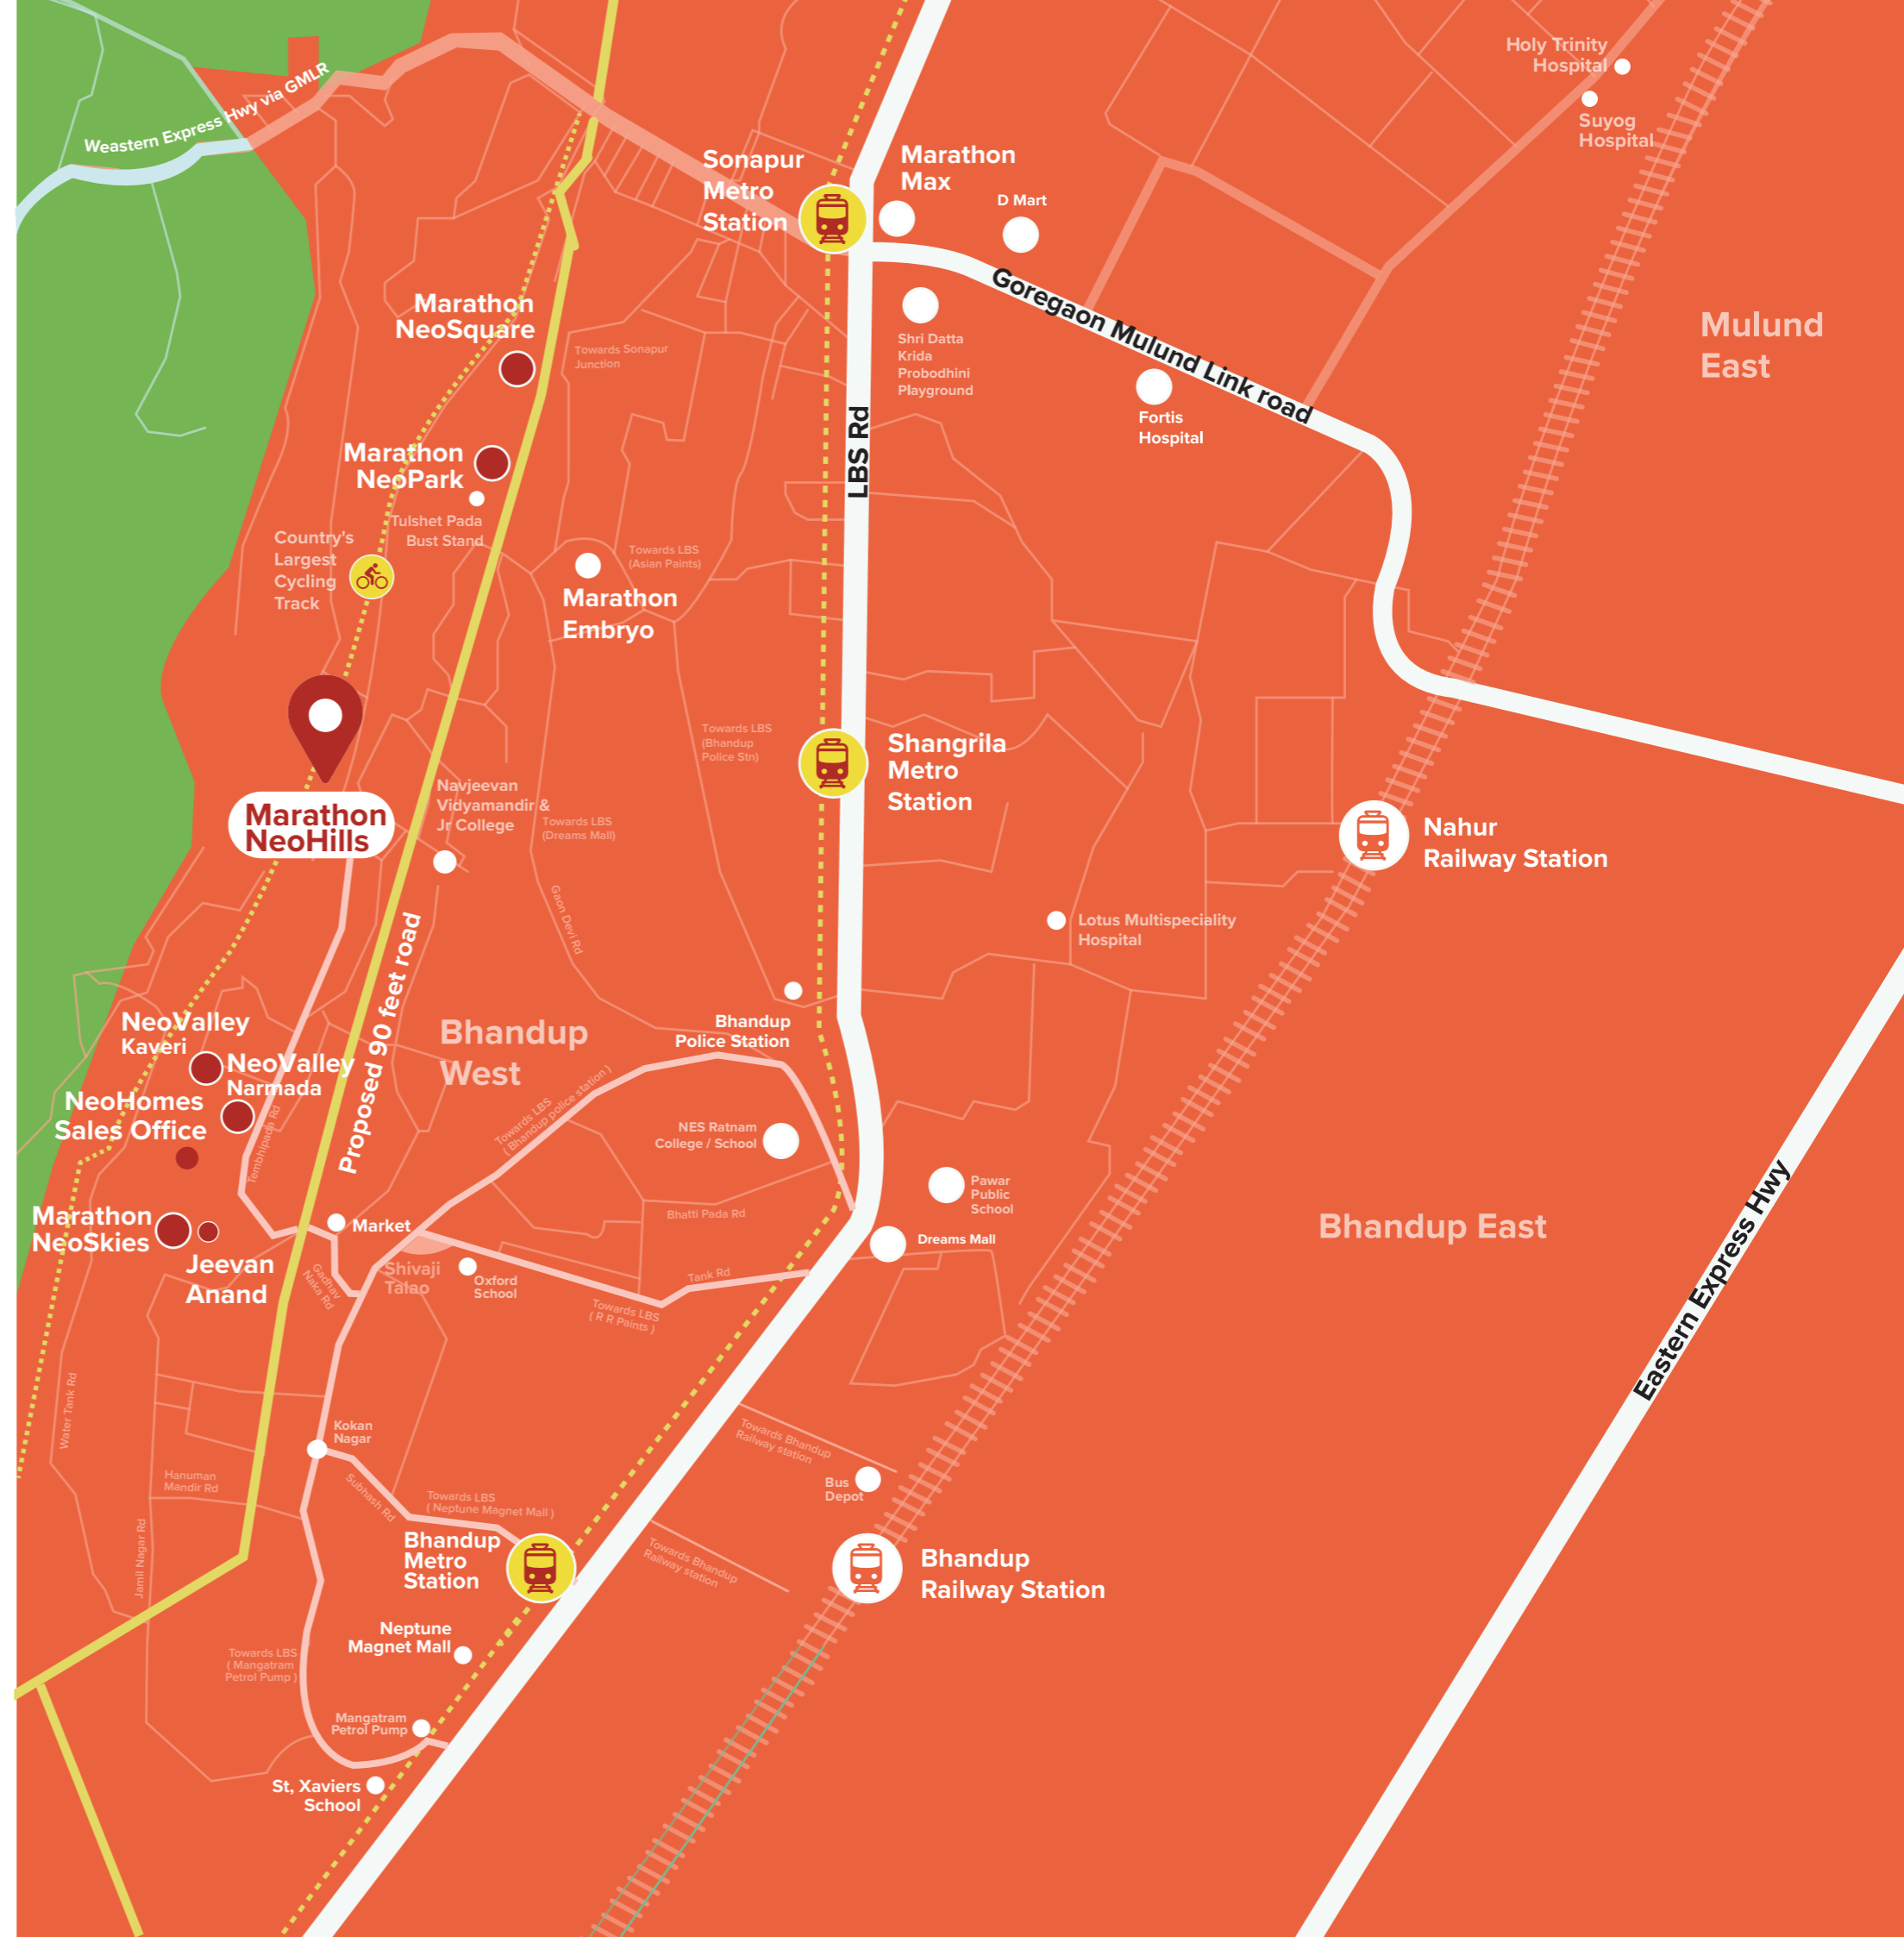 Holy Trinity
Hospital
Suyog
Hospital
Weastern Express Hwy via GMLR
Sonapur
Metro
Station
Marathon
Max
D Mart
Goregaon Mulund Link road
Mulund
East
Marathon
NeoSquare
Towards Sonapur
Junction
Shri Datta
Krida
Probodhini
Playground
Fortis
Hospital
LBS Rd
Marathon
NeoPark
Tulshet Pada
Bust Stand
Country's
Largest
Cycling
Track
Towards LBS
(Asian Paints)
Marathon
Embryo
Towards LBS
(Bhandup
Police Stn)
Shangrila
Metro
Station
Marathon
NeoHills
Navjeevan
Vidyamandir &
Jr College
Towards LBS
(Dreams Mall)
Nahur
Railway Station
Gaon Devi Rd
Lotus Multispeciality
Hospital
Proposed 90 feet road
Bhandup
West
Bhandup
Police Station
NeoValley
Kaveri
NeoValley
Narmada
NeoHomes
Sales Office
Tembhipada Rd
Towards LBS
( Bhandup police station )
NES Ratnam
College / School
Pawar
Public
School
Marathon
NeoSkies
Jeevan
Anand
Market
Bhatti Pada Rd
Dreams Mall
Bhandup East
Eastern Express Hwy
Shivaji
Talao
Gadhav
Naka Rd
Oxford
School
Tank Rd
Towards LBS
( R R Paints )
Water Tank Rd
Kokan
Nagar
Towards Bhandup
Railway station
Hanuman
Mandir Rd
Subhash Rd
Towards LBS
( Neptune Magnet Mall )
Bus
Depot
Jamil Nagar Rd
Bhandup
Metro
Station
Towards Bhandup
Railway station
Bhandup
Railway Station
Neptune
Magnet Mall
Towards LBS
( Mangatram
Petrol Pump )
Mangatram
Petrol Pump
St, Xaviers
School